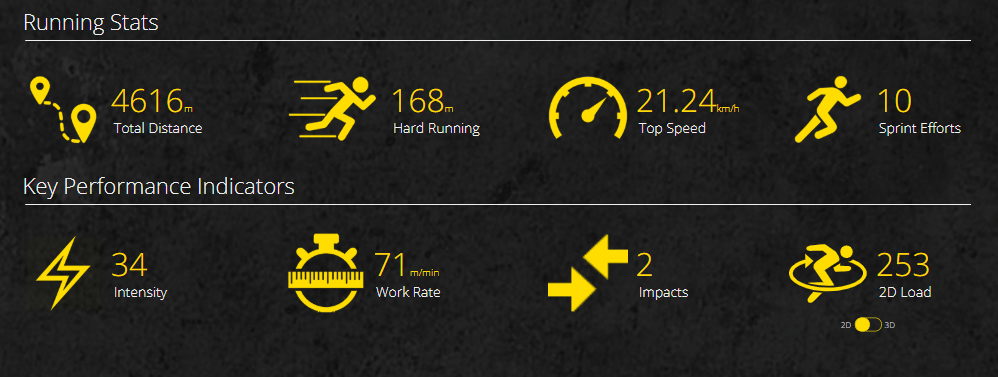 Running Stats
4616m
Total Distance
168m
Hard Running
21.24km/h
Top Speed
10
Sprint Efforts
Key Performance Indicators
34
Intensity
71m/min
Work Rate
2
Impacts
253
2D Load
2D 3D